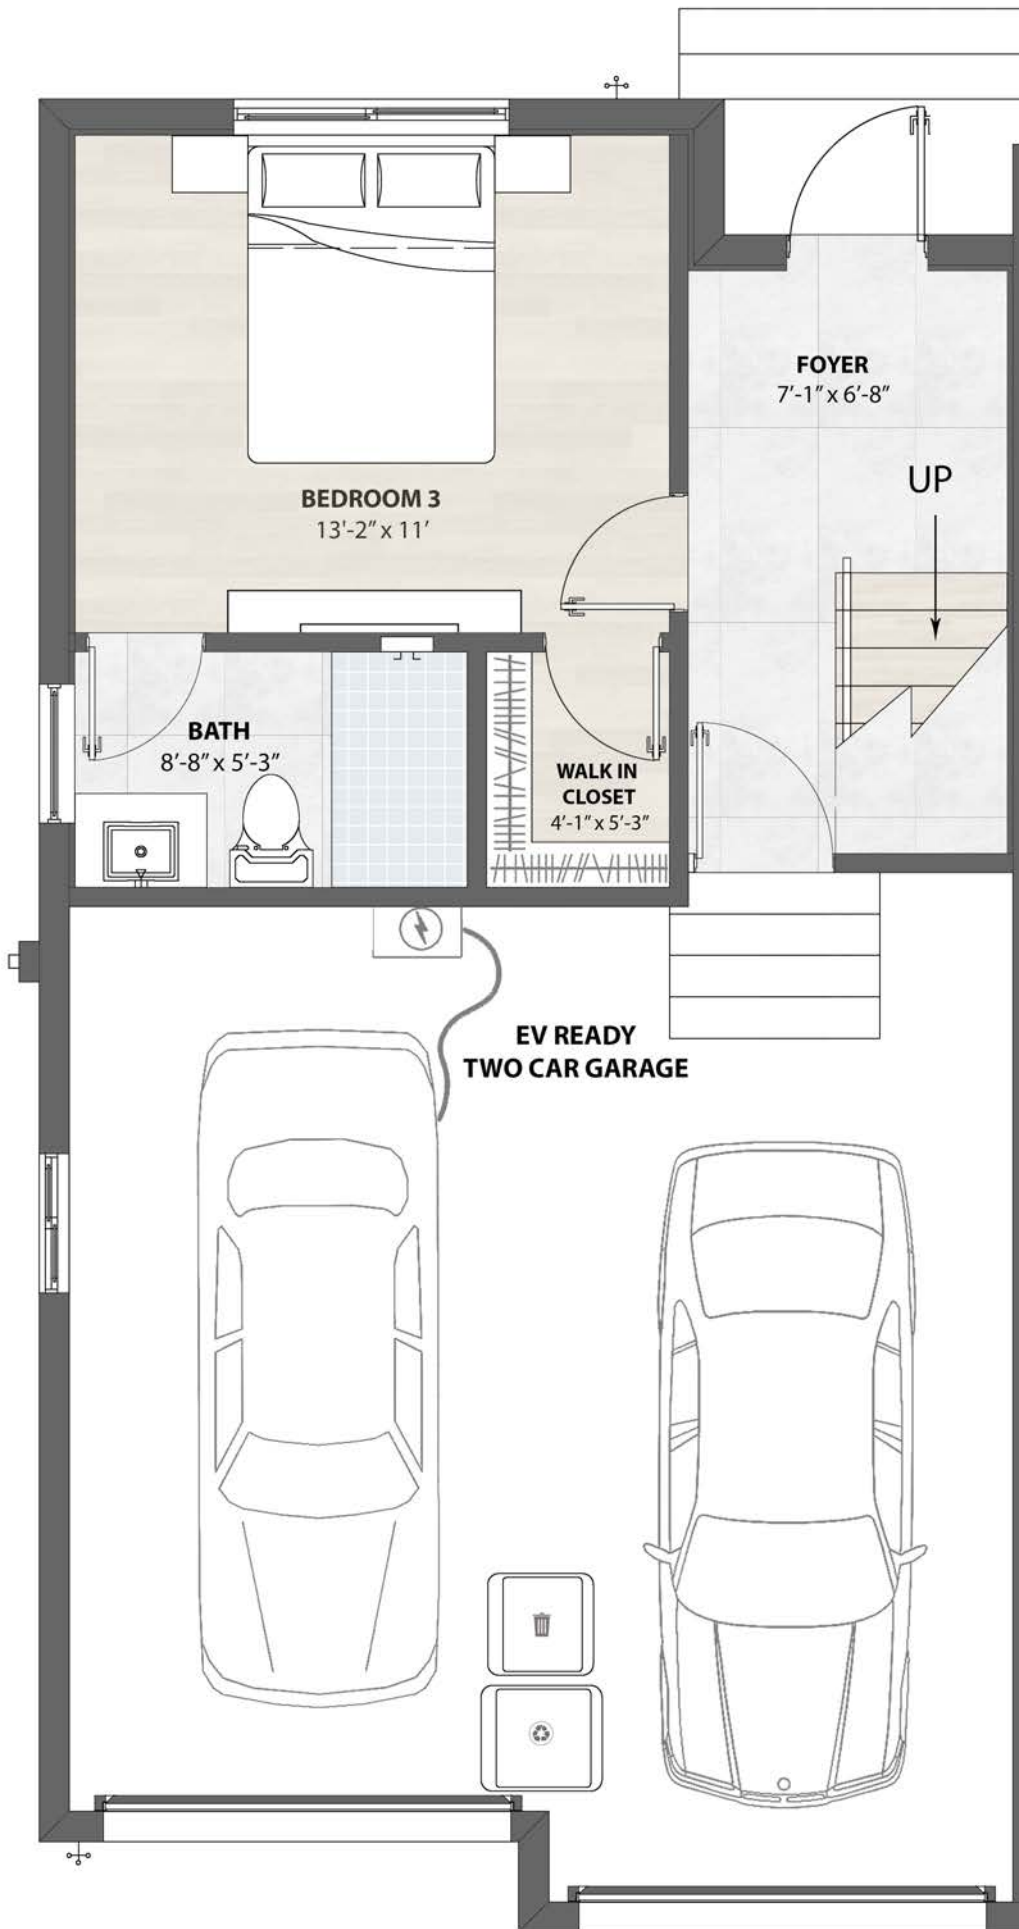 FOYER
7'-1” x 6'-8”
UP
BEDROOM 3
13'-2” x 11'
BATH
8'-8” x 5'-3”
WALK IN
CLOSET
4'-1” x 5'-3”
EV READY
TWO CAR GARAGE